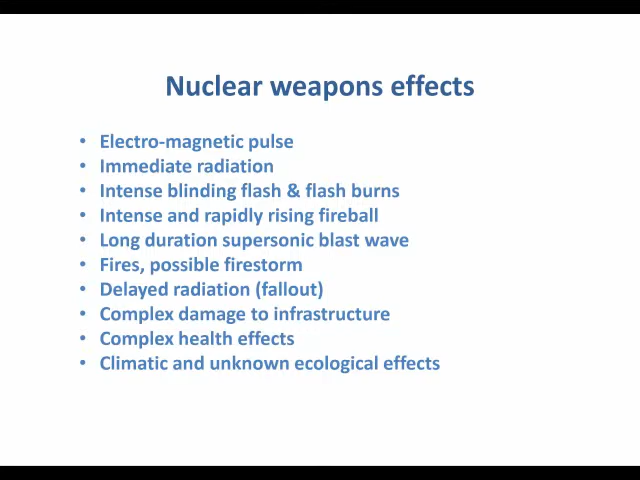 Nuclear weapons effects
• Electro-magnetic pulse
• Immediate radiation
• Intense blinding flash & flash burns
• Intense and rapidly rising fireball
• Long duration supersonic blast wave
• Fires, possible firestorm
• Delayed radiation (fallout)
• Complex damage to infrastructure
• Complex health effects
• Climatic and unknown ecological effects